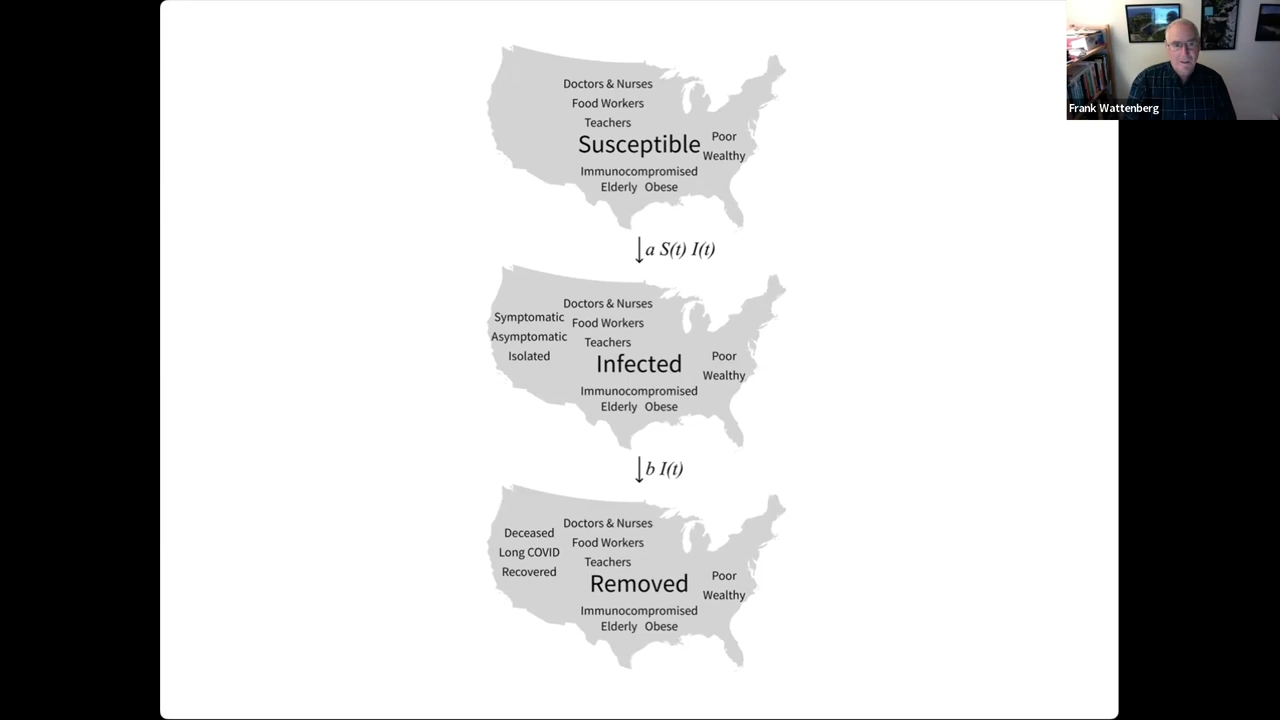 Doctors & Nurses
Food Workers
Teachers
Susceptible
Poor
Wealthy
Immunocompromised
Elderly Obese
a S(t) I(t)
Doctors & Nurses
Symptomatic
Food Workers
Asymptomatic
Teachers
Isolated
Infected
Poor
Wealthy
Immunocompromised
Elderly Obese
b I(t)
Doctors & Nurses
Deceased
Food Workers
Long COVID
Teachers
Recovered
Removed
Poor
Wealthy
Immunocompromised
Elderly Obese
Frank Wattenberg